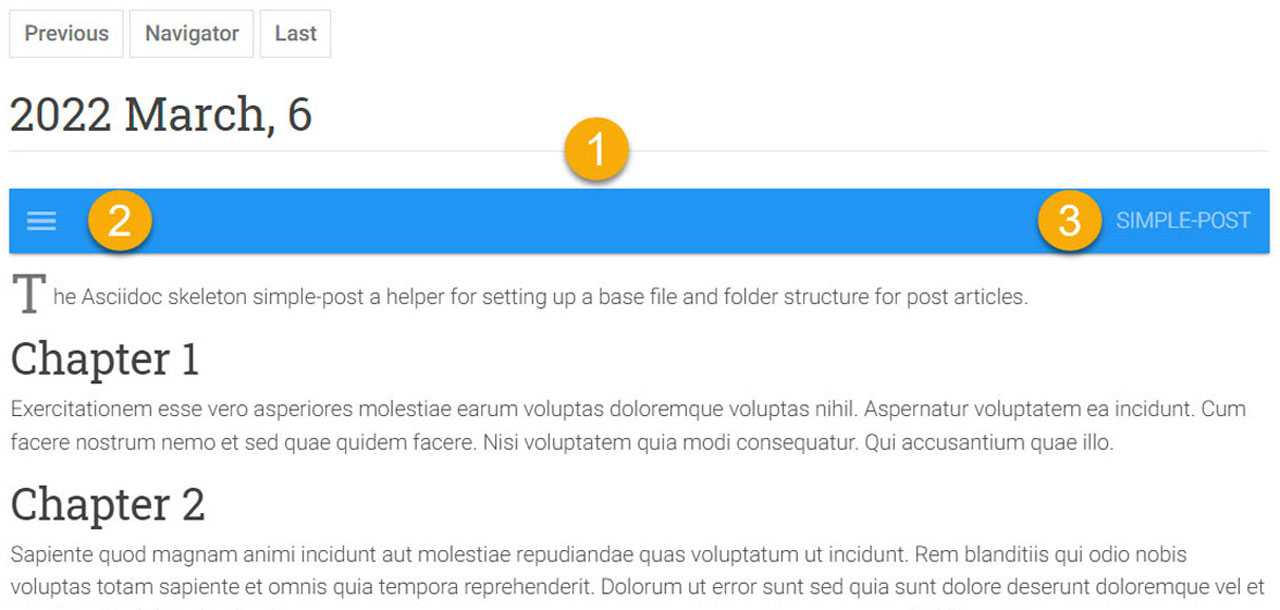 Previous Navigator Last
2022 March, 6
1
2 3 SIMPLE-POST
The Asciidoc skeleton simple-post a helper for setting up a base file and folder structure for post articles.
Chapter 1
Exercitationem esse vero asperiores molestiae earum voluptas doloremque voluptas nihil. Aspernatur voluptatem ea incidunt. Cum
facere nostrum nemo et sed quae quidem facere. Nisi voluptatem quia modi consequatur. Qui accusantium quae illo.
Chapter 2
Sapiente quod magnam animi incidunt aut molestiae repudiandae quas voluptatum ut incidunt. Rem blanditiis qui odio nobis
voluptas totam sapiente et omnis quia tempora reprehenderit. Dolorum ut error sunt sed quia sunt dolore deserunt doloremque vel et